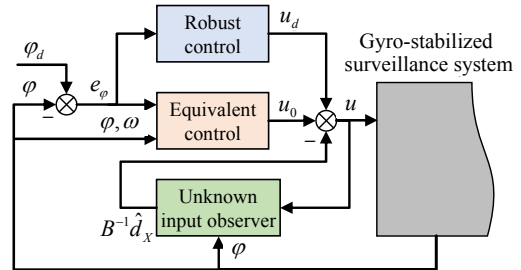 Robust
control
u_d
Gyro-stabilized
surveillance system
φ_d
φ
e_φ
−
φ, ω
Equivalent
control
u_0
u
−
Unknown
input observer
B^{-1} \hat{d}_X
φ